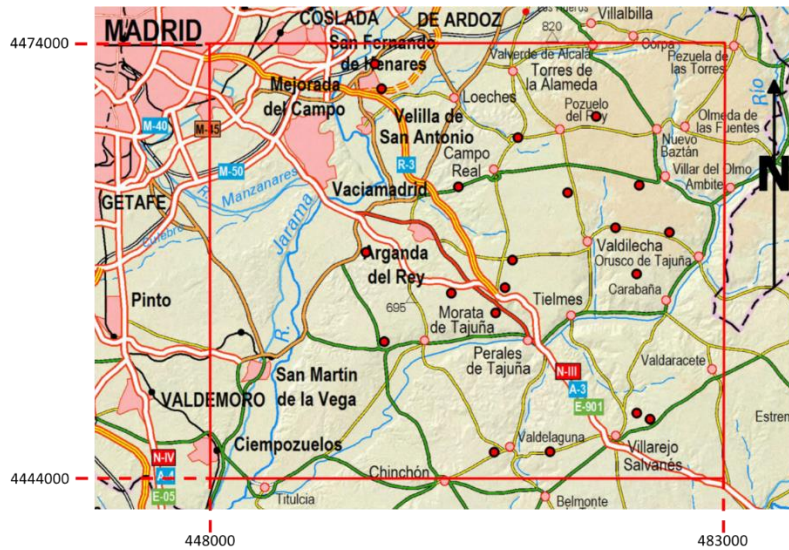 COSLADA
DE ARDOZ
Villalbilla
4474000
MADRID
San Fernando
de Henares
820
Corpa
Valverde de Alcalá
Pezuela de
las Torres
Torres de
la Alameda
Mejorada
del Campo
Loeches
Río
Velilla de
San Antonio
Pozuelo
del Rey
Olmeda de
las Fuentes
M-40
M-45
Nuevo
Baztán
R-3
Campo
Real
M-50
Villar del Olmo
Ambite
N
R.
Manzanares
Vaciamadrid
GETAFE
Jarama
R.
Culebro
Valdilecha
Orusco de Tajuña
Arganda
del Rey
Carabaña
Pinto
695
Morata
de Tajuña
Tielmes
Perales
de Tajuña
Valdaracete
N-III
A-3
E-901
San Martín
de la Vega
VALDEMORO
Estrem
Ciempozuelos
Valdelaguna
Villarejo
Salvanés
N-IV
A-4
E-05
4444000
Chinchón
Titulcia
Belmonte
448000
483000